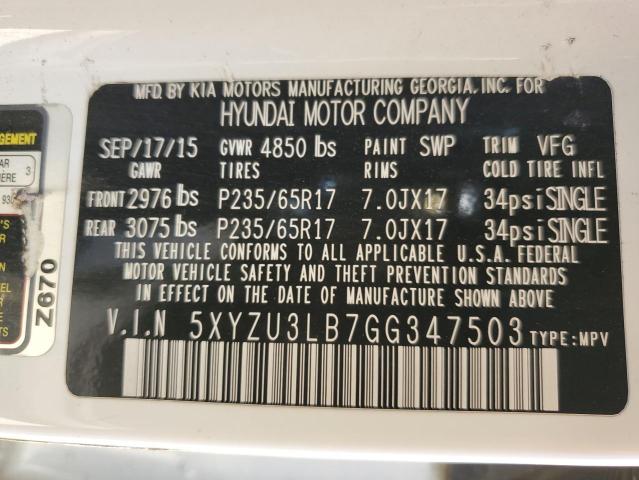 MFD. BY KIA MOTORS MANUFACTURING GEORGIA, INC. FOR
HYUNDAI MOTOR COMPANY
SEP/17/15 GVWR 4850 lbs PAINT SWP TRIM VFG
GAWR TIRES RIMS COLD TIRE INFL
FRONT 2976 lbs P235/65R17 7.0JX17 34psi SINGLE
REAR 3075 lbs P235/65R17 7.0JX17 34psi SINGLE
THIS VEHICLE CONFORMS TO ALL APPLICABLE U.S.A. FEDERAL
MOTOR VEHICLE SAFETY AND THEFT PREVENTION STANDARDS
IN EFFECT ON THE DATE OF MANUFACTURE SHOWN ABOVE
V.I.N 5XYZU3LB7GG347503 TYPE:MPV
Z670